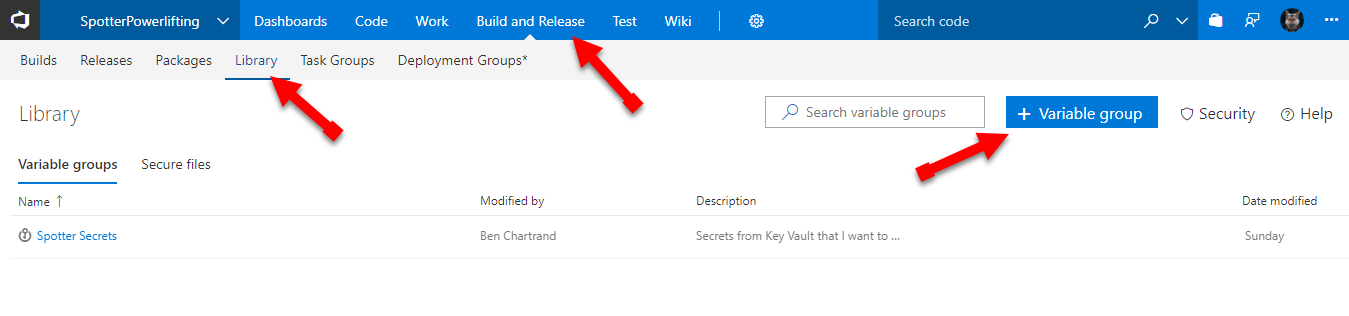 SpotterPowerlifting Dashboards Code Work Build and Release Test Wiki Search code
Builds Releases Packages Library Task Groups Deployment Groups*
Library Search variable groups + Variable group Security Help
Variable groups Secure files
Name ↑ Modified by Description Date modified
Spotter Secrets Ben Chartrand Secrets from Key Vault that I want to ... Sunday